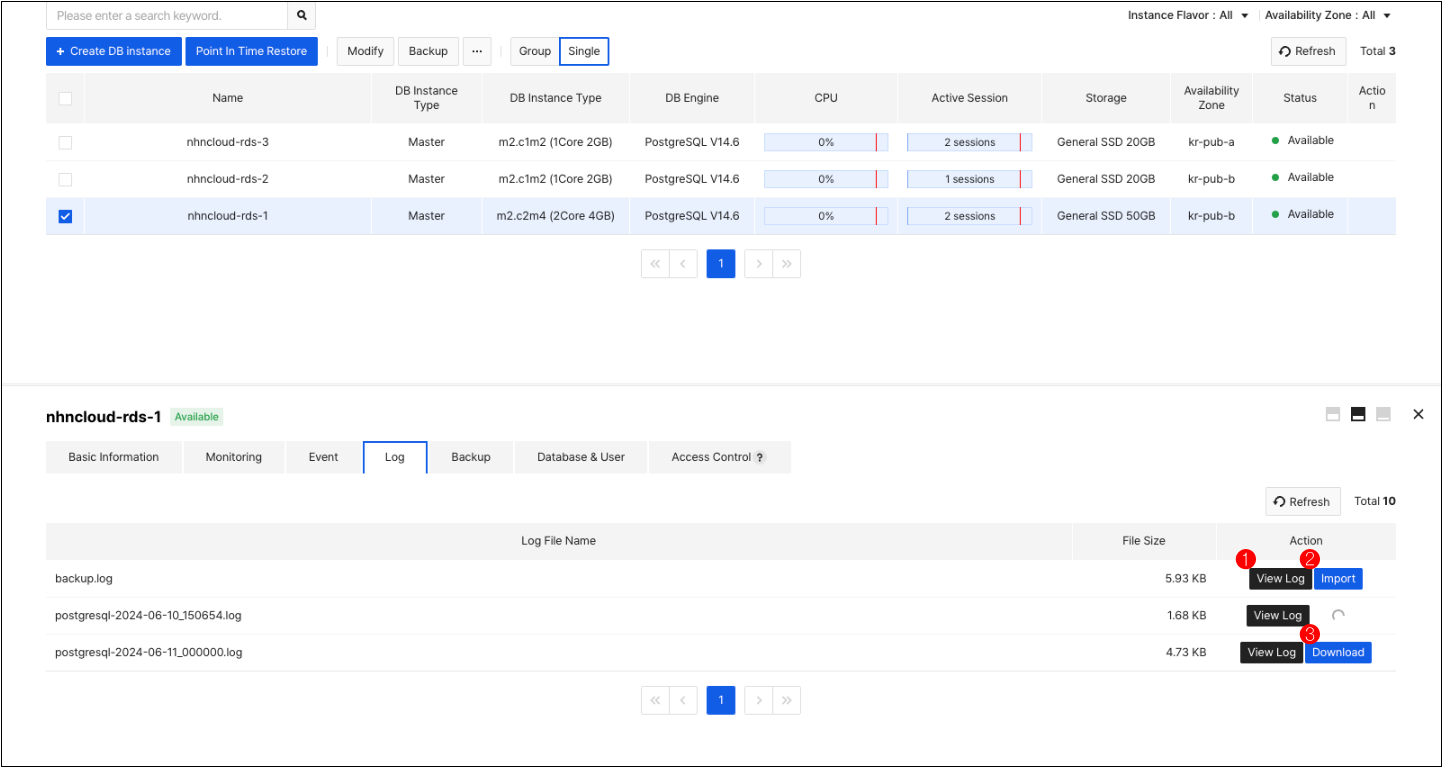 Please enter a search keyword.
Instance Flavor : All Availability Zone : All
+ Create DB instance Point In Time Restore Modify Backup ... Group Single Refresh Total 3
Name DB Instance Type DB Instance Type DB Engine CPU Active Session Storage Availability Zone Status Action
nhncloud-rds-3 Master m2.c1m2 (1Core 2GB) PostgreSQL V14.6 0% 2 sessions General SSD 20GB kr-pub-a Available
nhncloud-rds-2 Master m2.c1m2 (1Core 2GB) PostgreSQL V14.6 0% 1 sessions General SSD 20GB kr-pub-b Available
nhncloud-rds-1 Master m2.c2m4 (2Core 4GB) PostgreSQL V14.6 0% 2 sessions General SSD 50GB kr-pub-b Available
« ‹ 1 › »
nhncloud-rds-1 Available
Basic Information Monitoring Event Log Backup Database & User Access Control ?
Refresh Total 10
Log File Name File Size Action
1 2
backup.log 5.93 KB View Log Import
postgresql-2024-06-10_150654.log 1.68 KB View Log
3
postgresql-2024-06-11_000000.log 4.73 KB View Log Download
« ‹ 1 › »